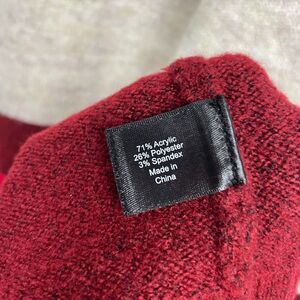 71% Acrylic
26% Polyester
3% Spandex
Made in
China